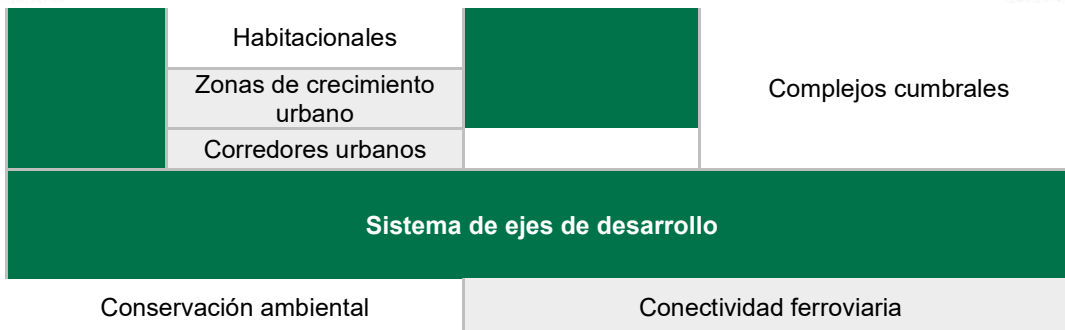 Habitacionales
Zonas de crecimiento
urbano
Corredores urbanos
Complejos cumbrales
Sistema de ejes de desarrollo
Conservación ambiental
Conectividad ferroviaria